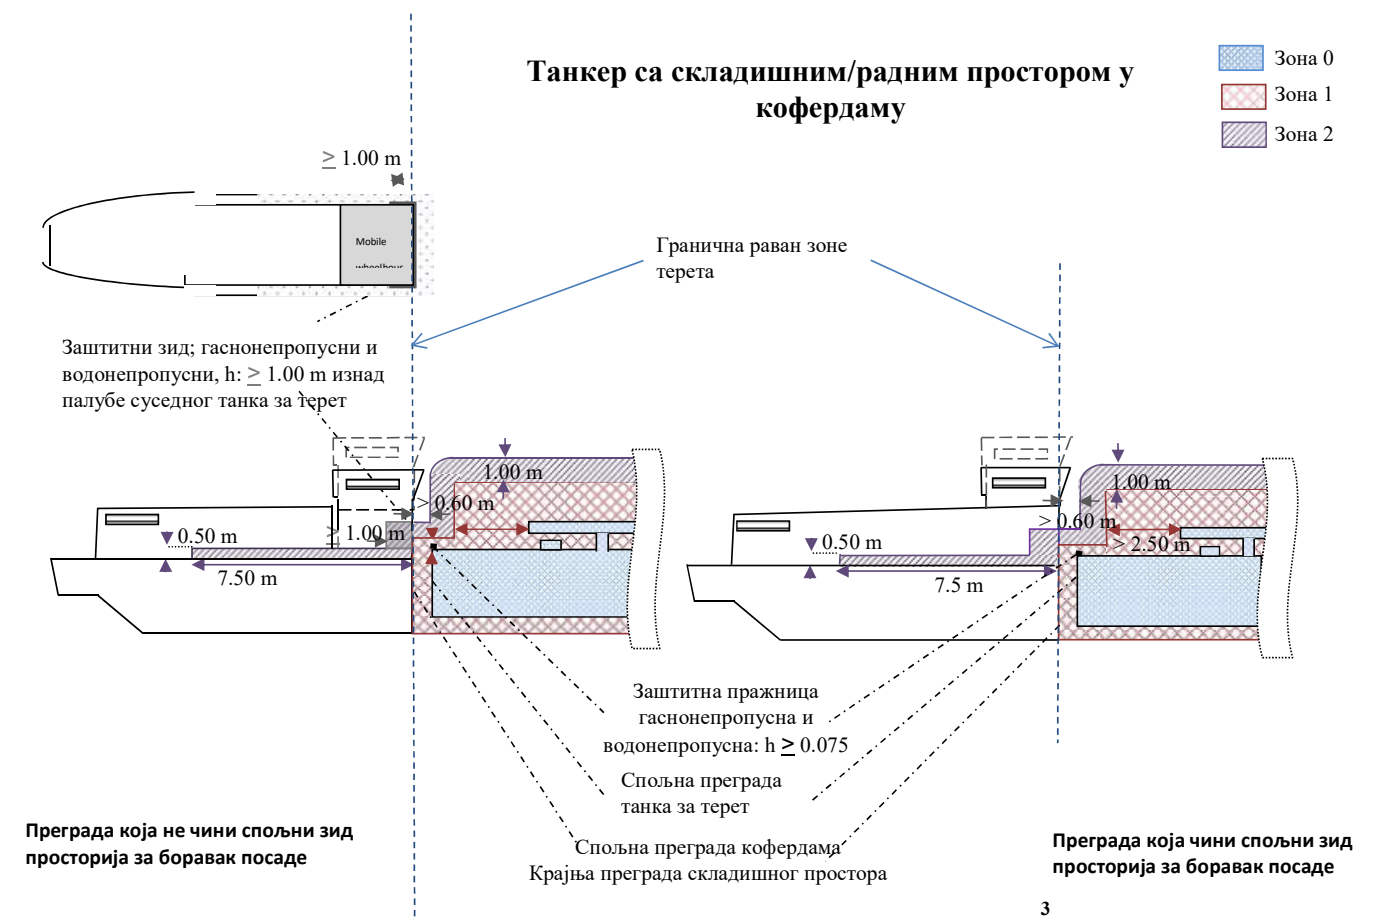 Танкер са складишним/радним простором у
кофердаму
Зона 0
Зона 1
Зона 2
≥ 1.00 m
Mobile
wheelhouse
Гранична раван зоне
терета
Заштитни зид; гаснонепропусни и
водонепропусни, h: ≥ 1.00 m изнад
палубе суседног танка за терет
1.00 m
> 0.60 m
≥ 1.00 m
0.50 m
7.50 m
1.00 m
> 0.60 m
> 2.50 m
0.50 m
7.5 m
Заштитна пражница
гаснонепропусна и
водонепропусна: h ≥ 0.075
Спољна преграда
танка за терет
Спољна преграда кофердама
Крајња преграда складишног простора
Преграда која не чини спољни зид
просторија за боравак посаде
Преграда која чини спољни зид
просторија за боравак посаде
3